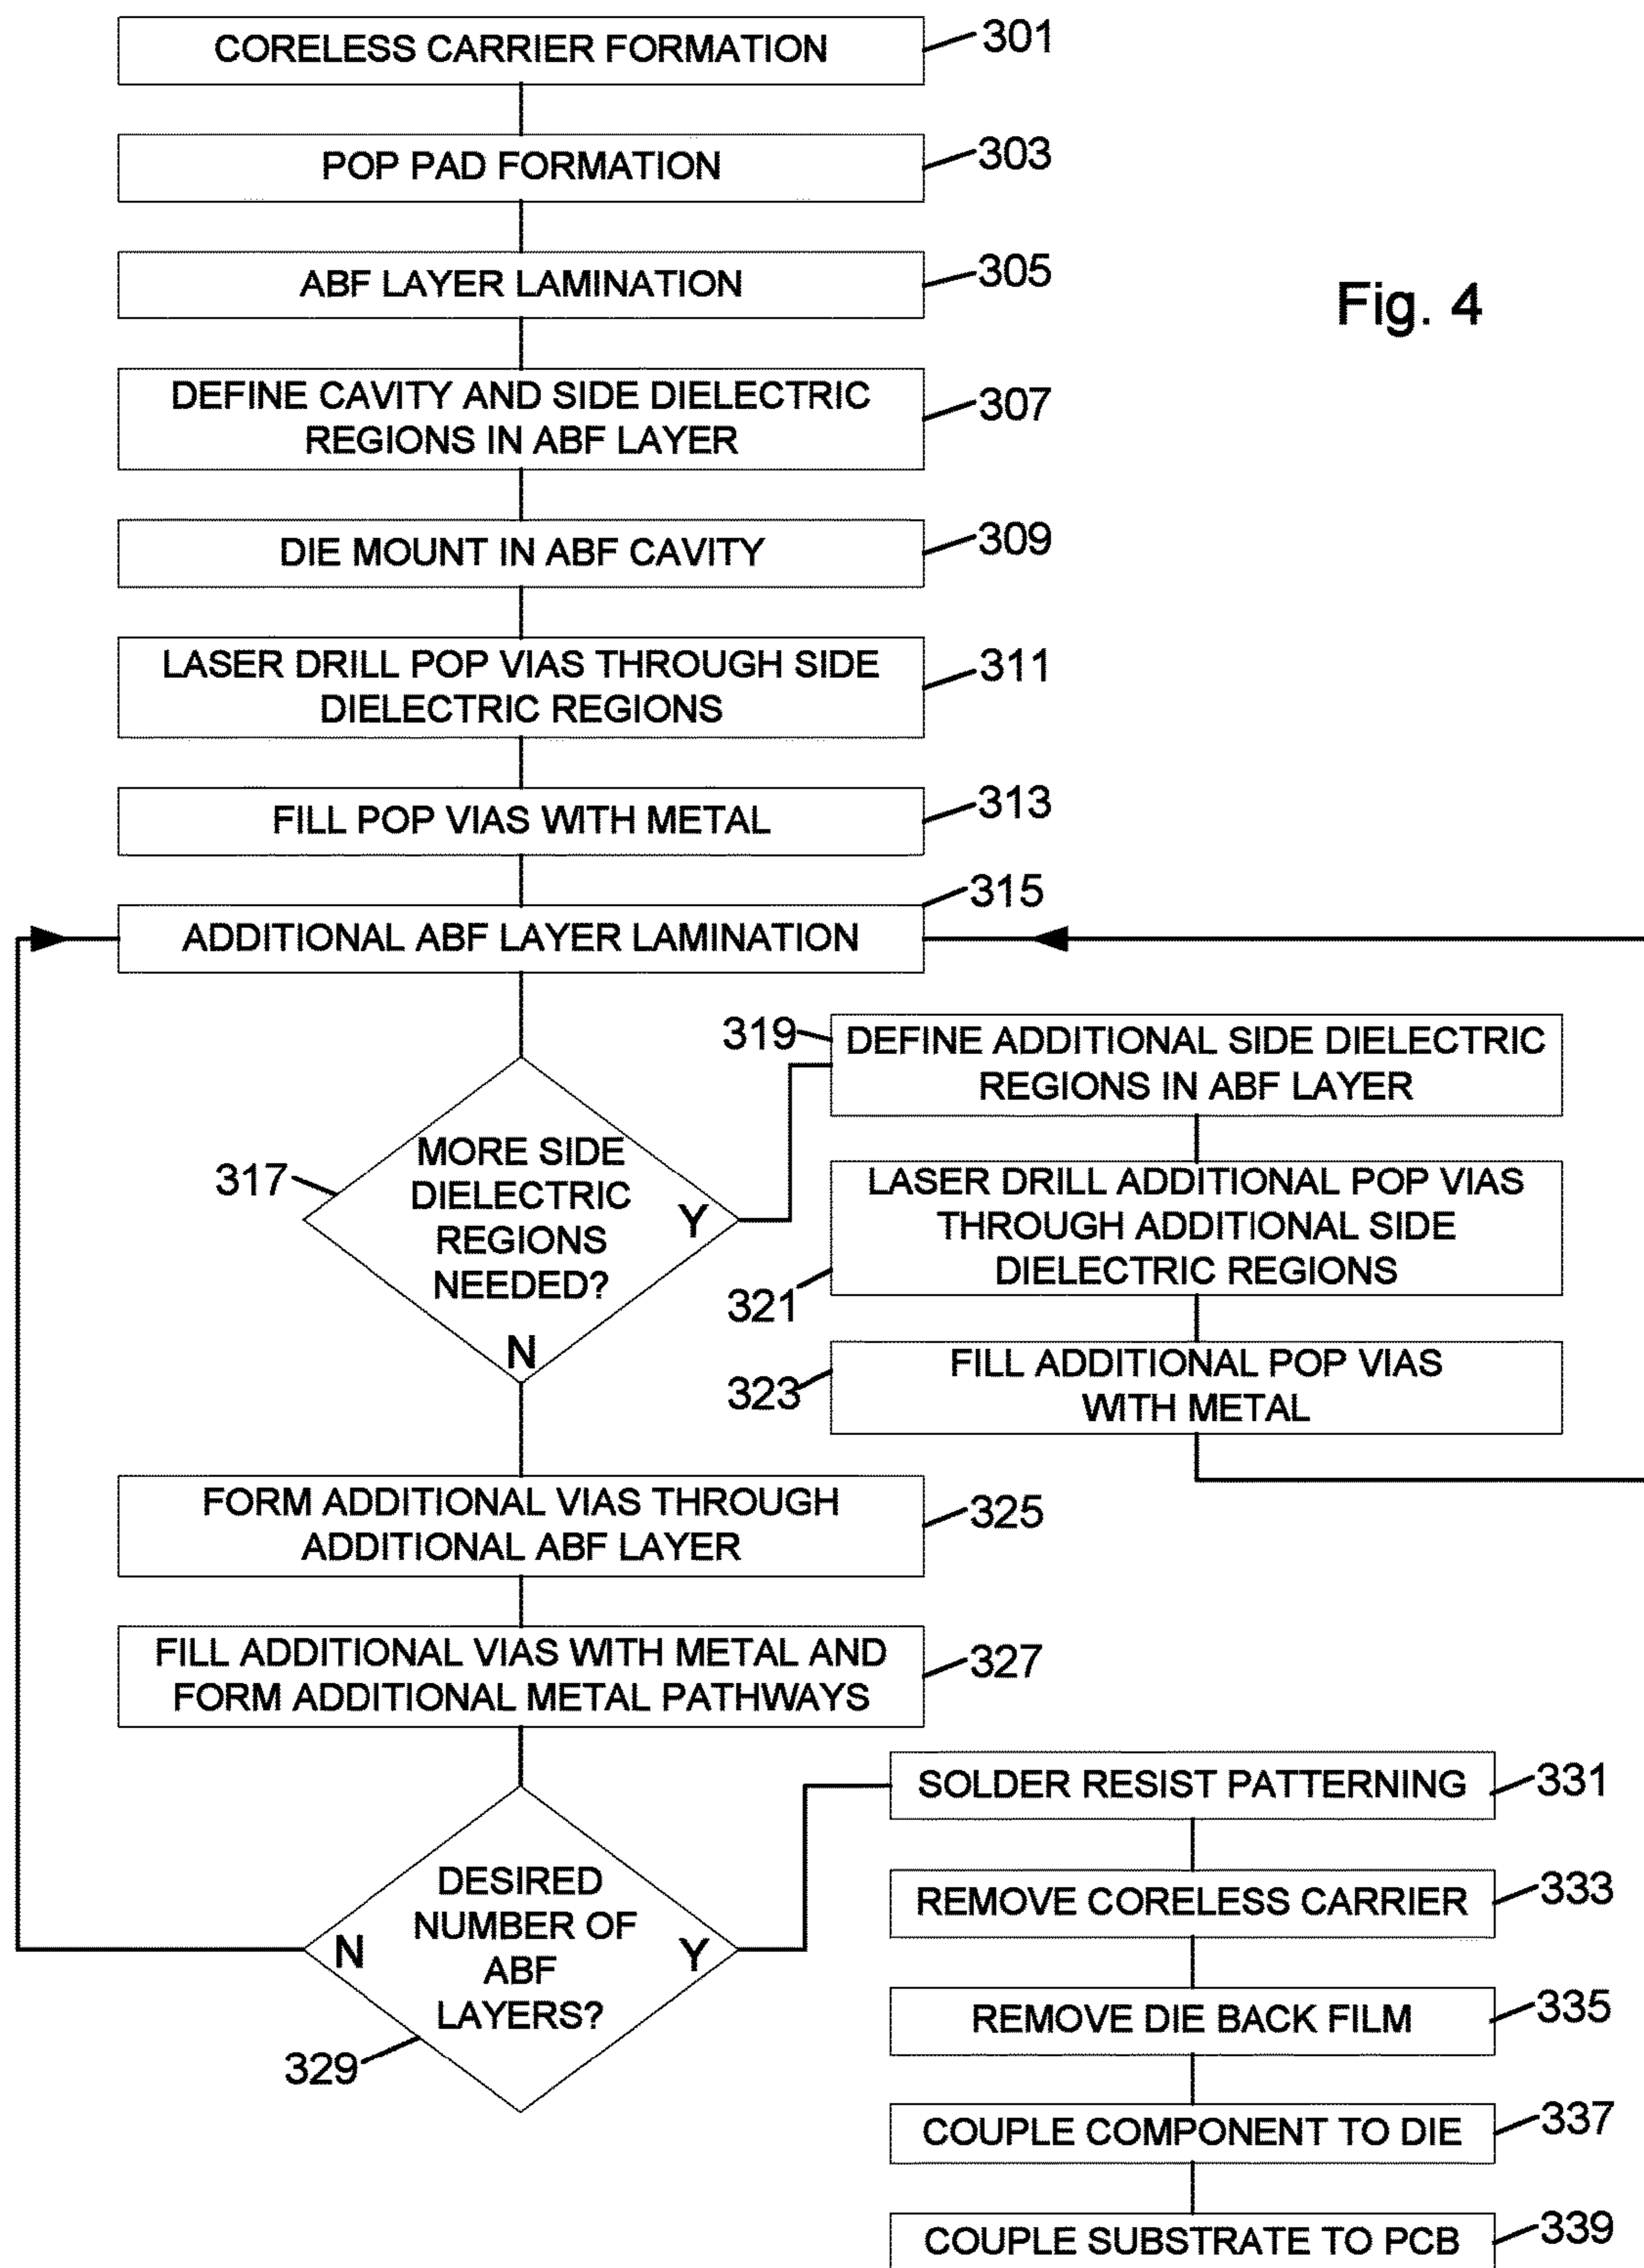 CORELESS CARRIER FORMATION
301
POP PAD FORMATION
303
ABF LAYER LAMINATION
305
Fig. 4
DEFINE CAVITY AND SIDE DIELECTRIC
REGIONS IN ABF LAYER
307
DIE MOUNT IN ABF CAVITY
309
LASER DRILL POP VIAS THROUGH SIDE
DIELECTRIC REGIONS
311
FILL POP VIAS WITH METAL
313
315
ADDITIONAL ABF LAYER LAMINATION
317
MORE SIDE
DIELECTRIC
REGIONS
NEEDED?
Y
N
319
DEFINE ADDITIONAL SIDE DIELECTRIC
REGIONS IN ABF LAYER
LASER DRILL ADDITIONAL POP VIAS
THROUGH ADDITIONAL SIDE
DIELECTRIC REGIONS
321
FILL ADDITIONAL POP VIAS
WITH METAL
323
FORM ADDITIONAL VIAS THROUGH
ADDITIONAL ABF LAYER
325
FILL ADDITIONAL VIAS WITH METAL AND
FORM ADDITIONAL METAL PATHWAYS
327
DESIRED
NUMBER OF
ABF
LAYERS?
N
Y
329
SOLDER RESIST PATTERNING
331
REMOVE CORELESS CARRIER
333
REMOVE DIE BACK FILM
335
COUPLE COMPONENT TO DIE
337
COUPLE SUBSTRATE TO PCB
339